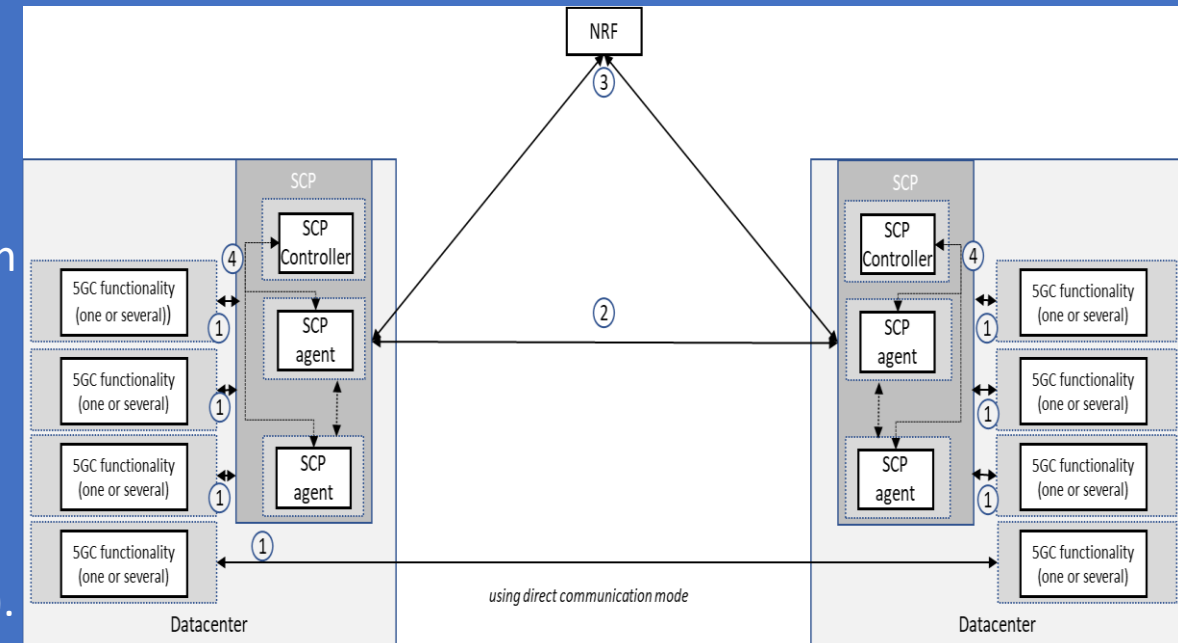 NRF
3
SCP
SCP
Controller
4
5GC functionality
(one or several))
1
SCP
agent
5GC functionality
(one or several)
1
5GC functionality
(one or several)
1
SCP
agent
5GC functionality
(one or several)
1
Datacenter
2
using direct communication mode
SCP
SCP
Controller
4
5GC functionality
(one or several)
1
SCP
agent
5GC functionality
(one or several)
1
SCP
agent
5GC functionality
(one or several)
1
5GC functionality
(one or several)
Datacenter